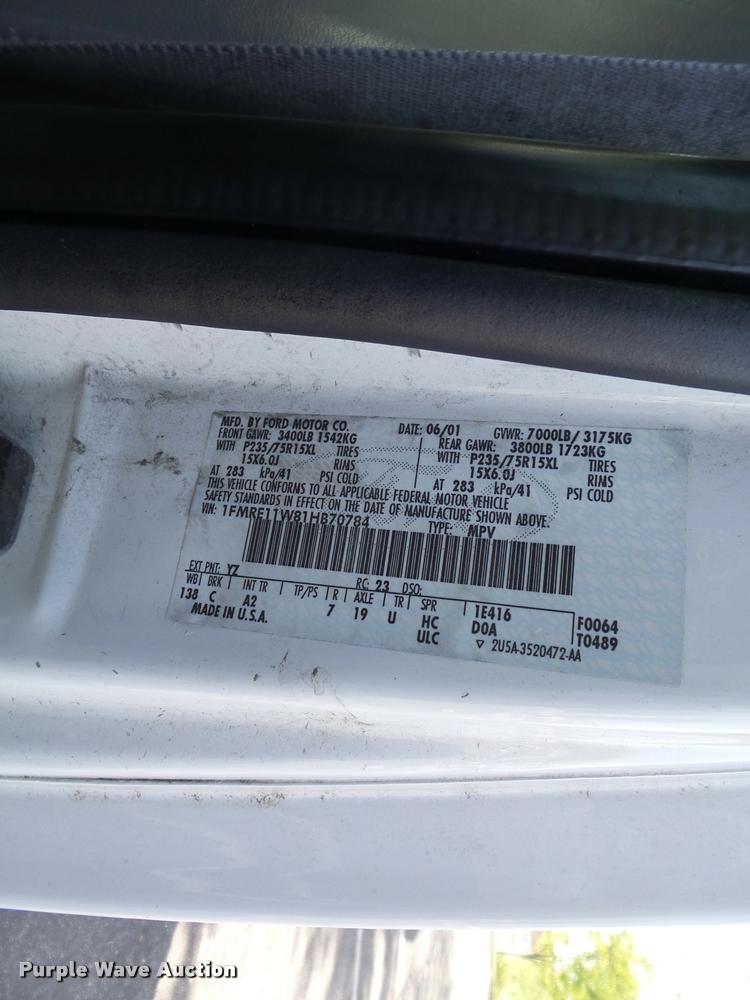 MFD. BY FORD MOTOR CO. DATE: 06/01 GVWR: 7000LB/ 3175KG
FRONT GAWR: 3400LB 1542KG REAR GAWR: 3800LB 1723KG
WITH P235/75R15XL TIRES WITH P235/75R15XL TIRES
15X6.0J RIMS 15X6.0J RIMS
AT 283 kPa/41 PSI COLD AT 283 kPa/41 PSI COLD
THIS VEHICLE CONFORMS TO ALL APPLICABLE FEDERAL MOTOR VEHICLE
SAFETY STANDARDS IN EFFECT ON THE DATE OF MANUFACTURE SHOWN ABOVE.
VIN: 1FMRE11W81HB70784 TYPE: MPV
EXT PNT: YZ RC: 23 DSO:
WB BRK INT TR TP/PS R AXLE TR SPR 1E416 F0064
138 C A2 7 19 U HC DOA T0489
MADE IN U.S.A. ULC ▽ 2U5A-3520472-AA
Purple Wave Auction